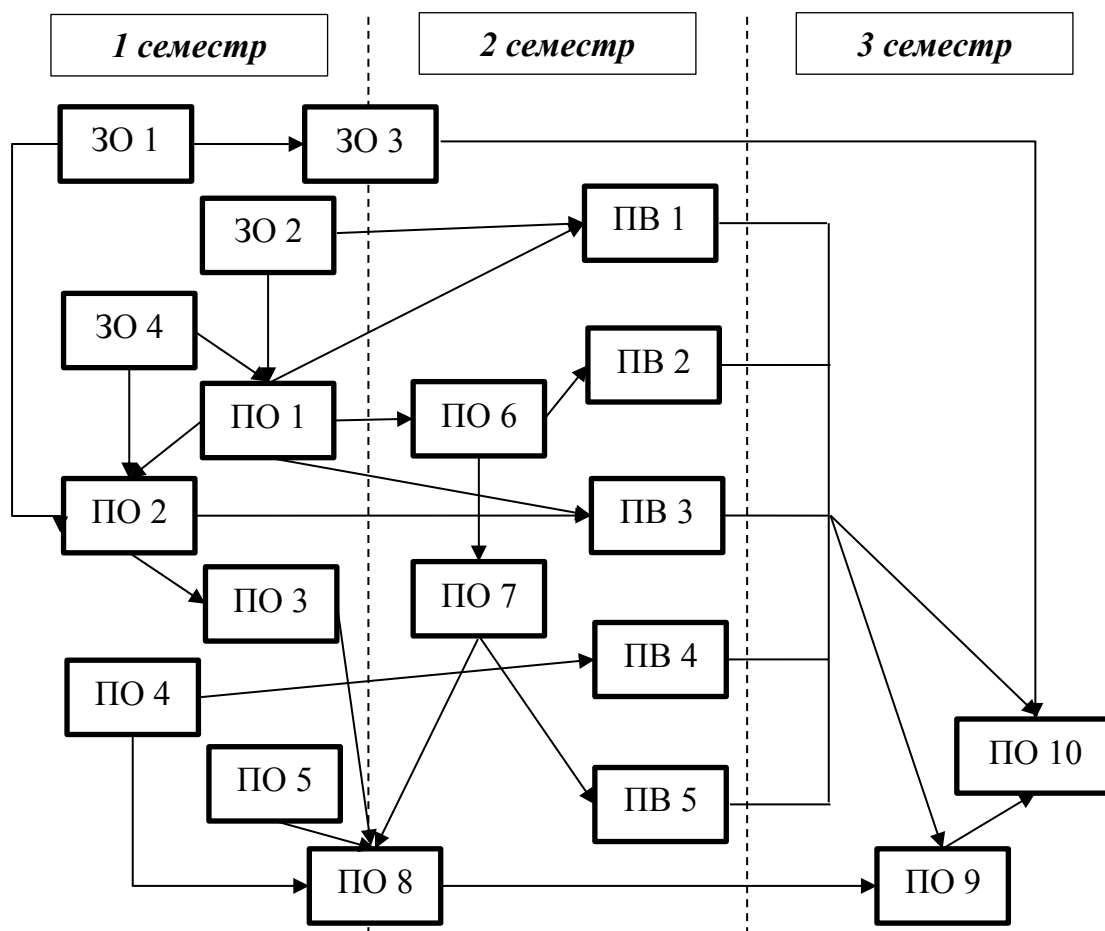 1 семестр
2 семестр
3 семестр
ЗО 1
ЗО 3
ЗО 2
ПВ 1
ЗО 4
ПВ 2
ПО 1
ПО 6
ПО 2
ПВ 3
ПО 3
ПО 7
ПО 4
ПВ 4
ПО 5
ПВ 5
ПО 10
ПО 8
ПО 9